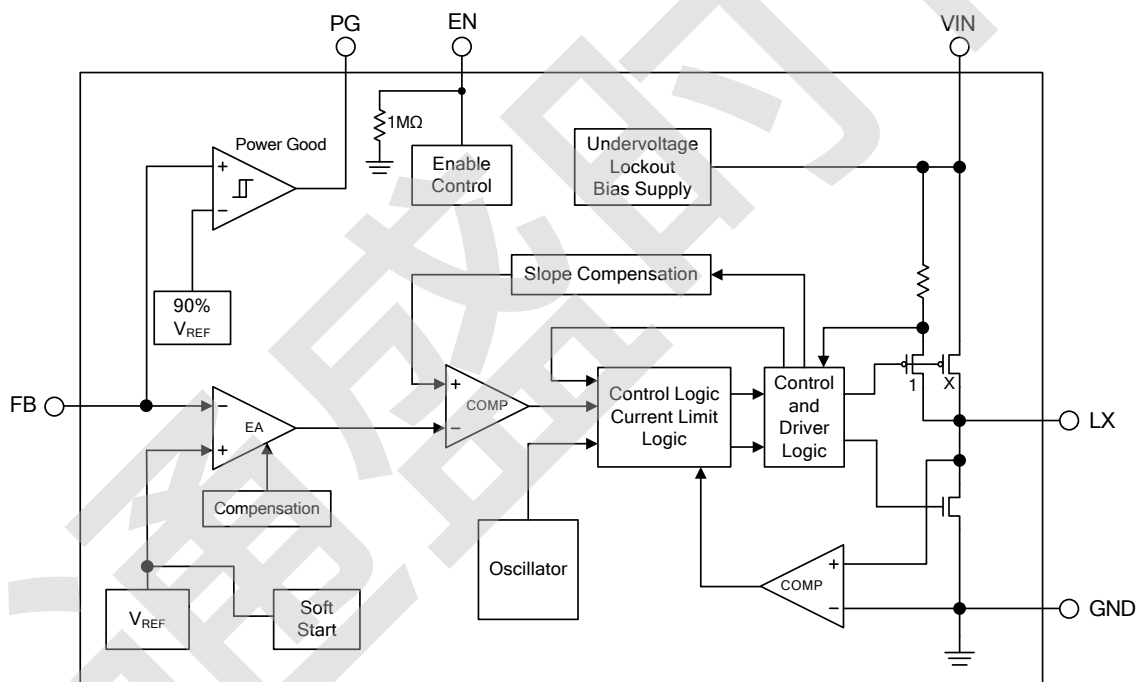 PG
EN
VIN
1MΩ
Power Good
+
−
Enable
Control
Undervoltage
Lockout
Bias Supply
90%
VREF
Slope Compensation
FB
−
EA
+
+
COMP
−
Control Logic
Current Limit
Logic
Control
and
Driver
Logic
1
X
LX
Compensation
Oscillator
+
COMP
−
VREF
Soft
Start
GND